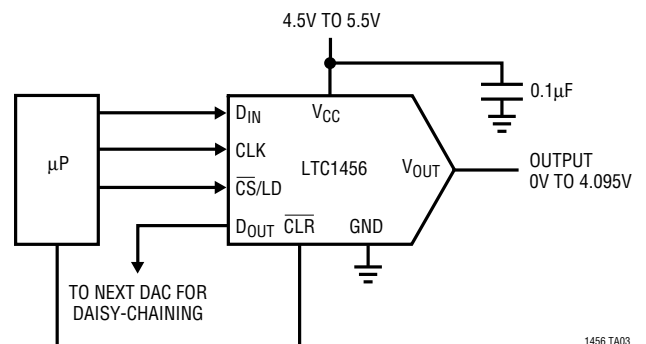 4.5V TO 5.5V
0.1μF
μP
DIN
VCC
CLK
LTC1456
VOUT
OUTPUT
0V TO 4.095V
CS/LD
DOUT
CLR
GND
TO NEXT DAC FOR
DAISY-CHAINING
1456 TA03